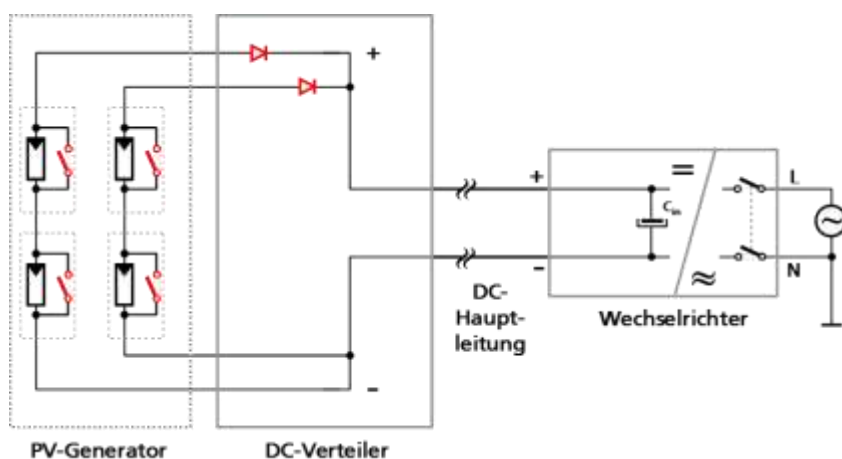 +
+
L
C_in
N
−
DC-
Haupt-
leitung
Wechselrichter
−
PV-Generator
DC-Verteiler